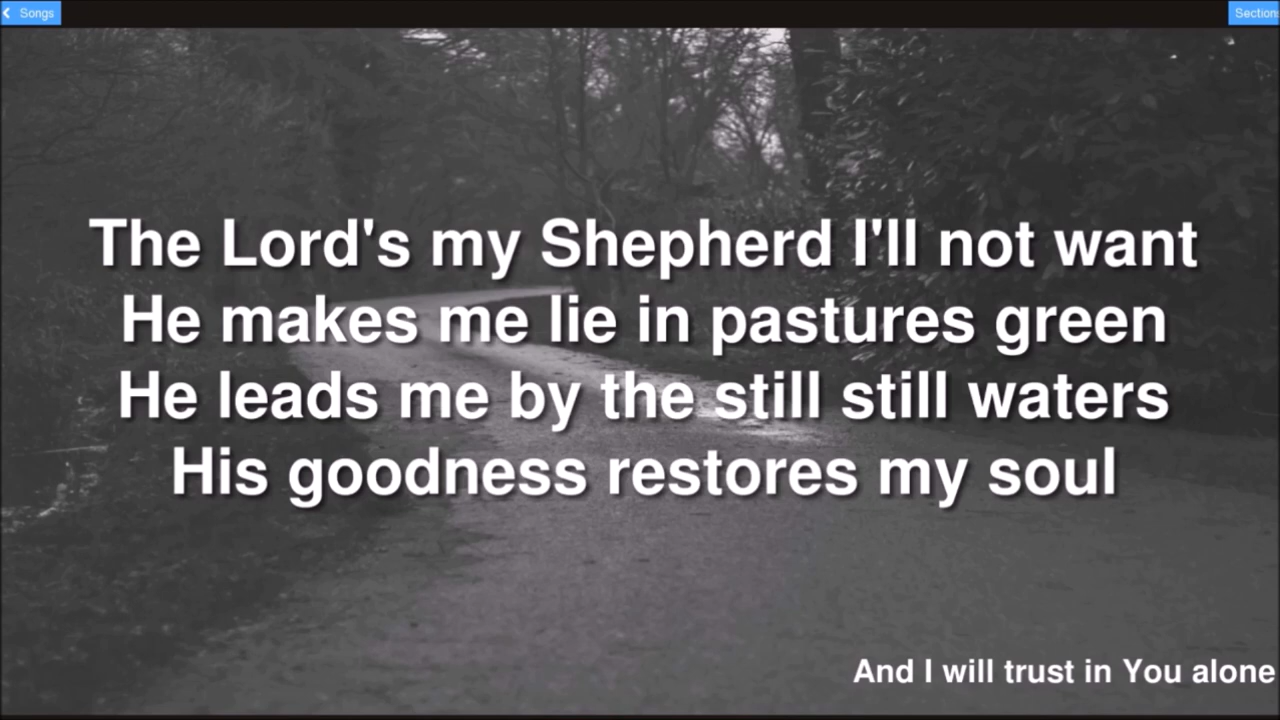 Songs
Section
The Lord's my Shepherd I'll not want
He makes me lie in pastures green
He leads me by the still still waters
His goodness restores my soul
And I will trust in You alone